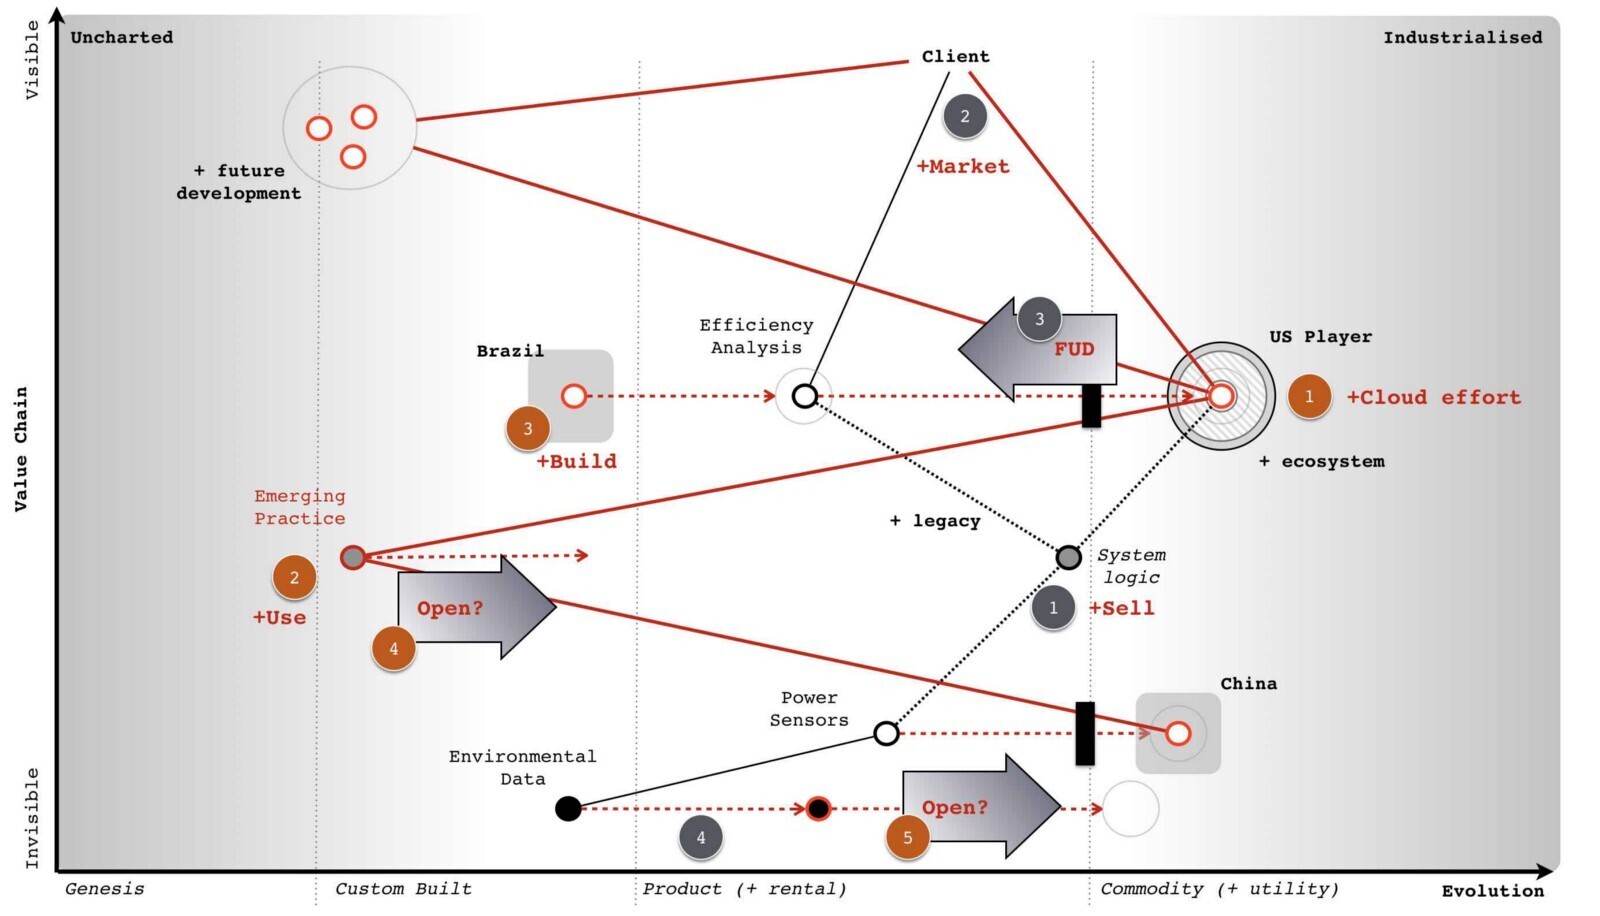 Visible
Uncharted
Industrialised
Client
2
+Market
+ future
development
3
FUD
Efficiency
Analysis
Brazil
US Player
1
+Cloud effort
3
+Build
+ ecosystem
Value Chain
Emerging
Practice
+ legacy
System
logic
2
+Use
Open?
4
1
+Sell
China
Power
Sensors
Environmental
Data
Open?
4
5
Invisible
Genesis
Custom Built
Product (+ rental)
Commodity (+ utility)
Evolution